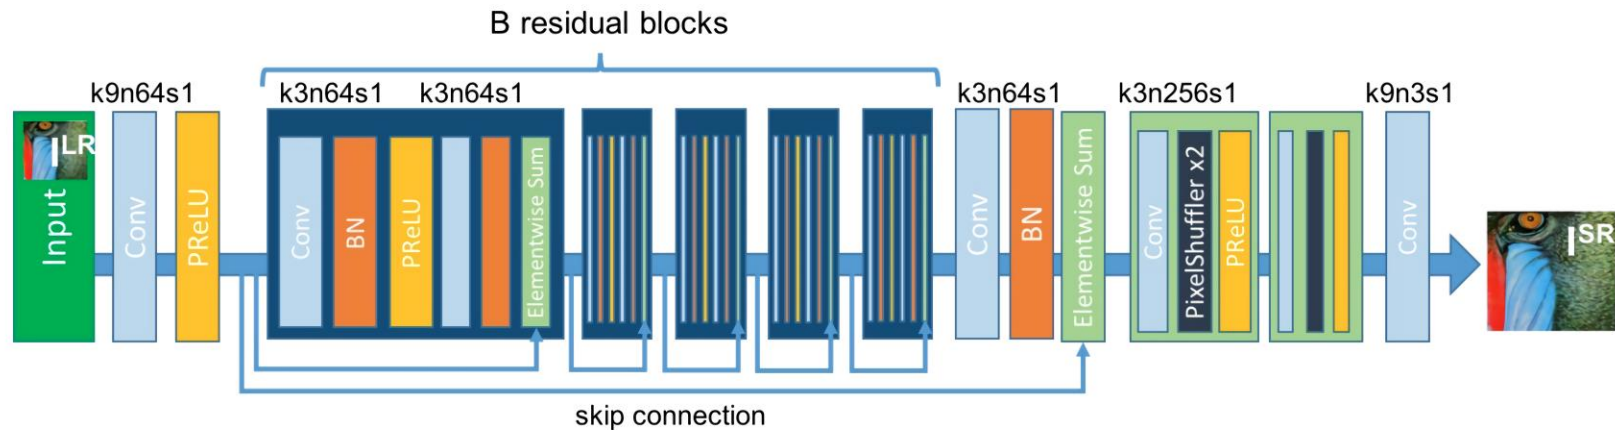 B residual blocks
k9n64s1
k3n64s1
k3n64s1
k3n64s1
k3n256s1
k9n3s1
I^LR
Input
Conv
PReLU
Conv
BN
PReLU
Elementwise Sum
Conv
BN
Elementwise Sum
Conv
PixelShuffler x2
PReLU
Conv
I^SR
skip connection